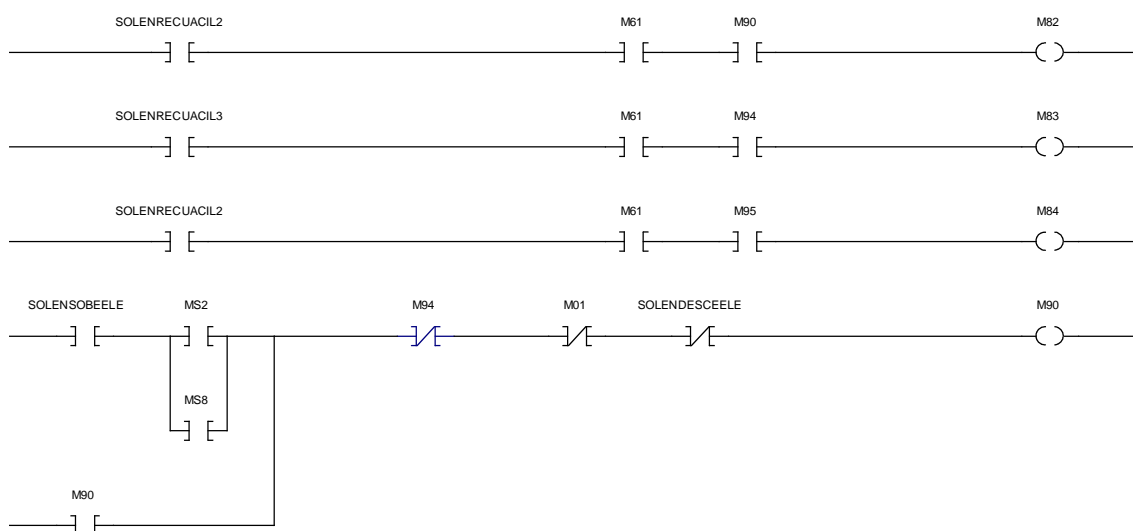 SOLENRECUACIL2 M61 M90 M82
SOLENRECUACIL3 M61 M94 M83
SOLENRECUACIL2 M61 M95 M84
SOLENSOBEELE MS2 M94 M01 SOLENDESCEELE M90
MS8
M90